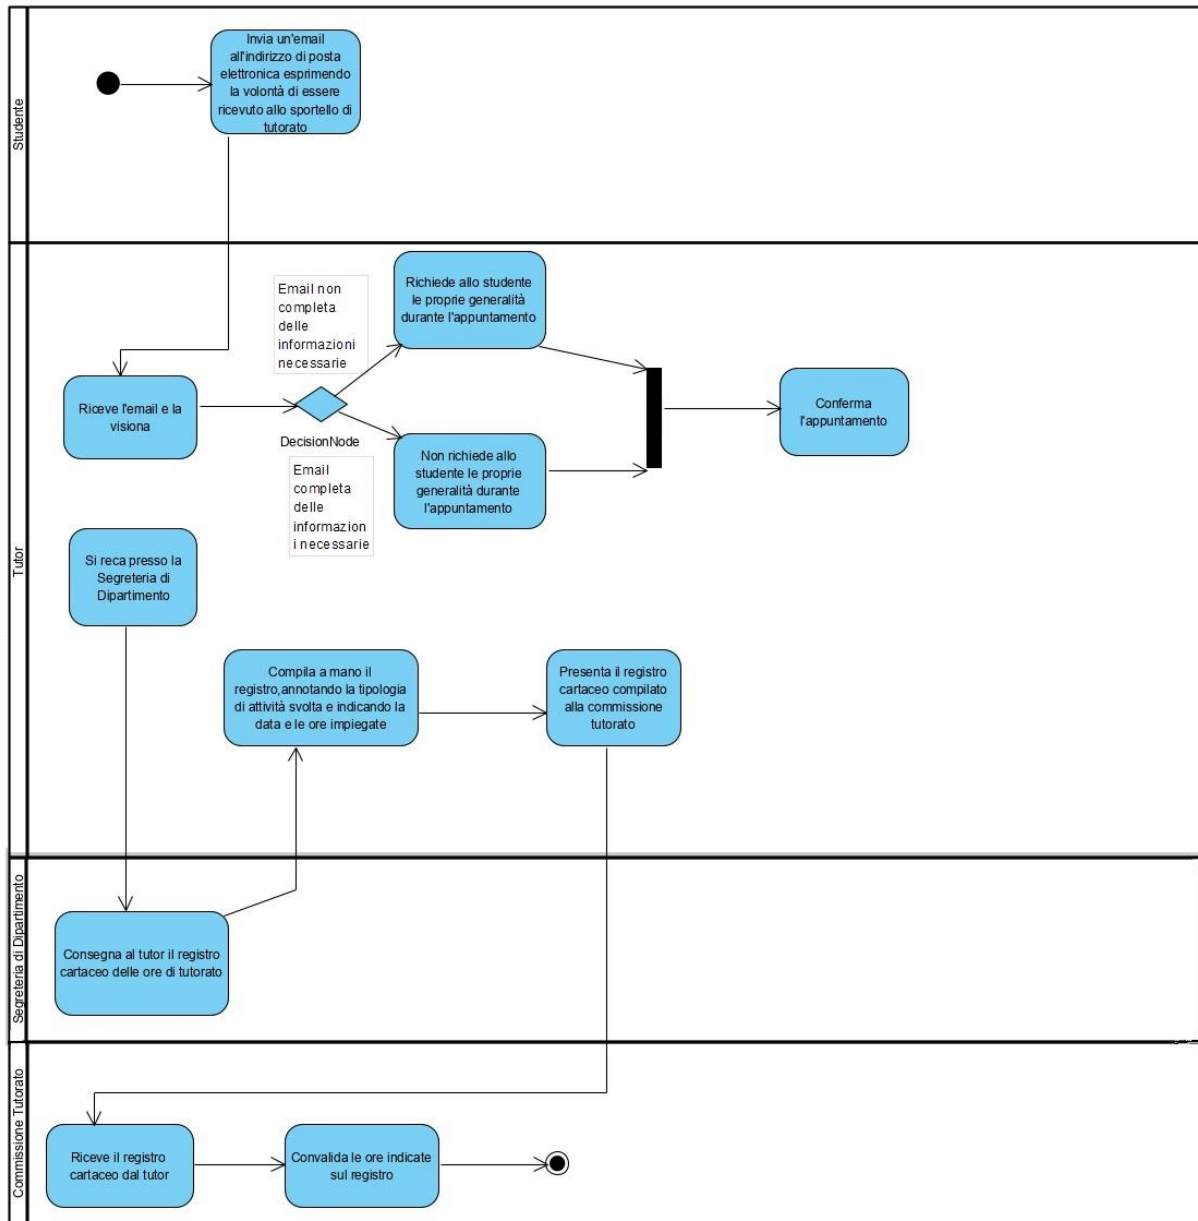 Studente
Invia un'email
all'indirizzo di posta
elettronica esprimendo
la volontà di essere
ricevuto allo sportello di
tutorato
Tutor
Riceve l'email e la
visiona
Email non
completa
delle
informazioni
necessarie
DecisionNode
Email
completa
delle
informazion
i necessarie
Richiede allo studente
le proprie generalità
durante l'appuntamento
Non richiede allo
studente le proprie
generalità durante
l'appuntamento
Conferma
l'appuntamento
Si reca presso la
Segreteria di
Dipartimento
Compila a mano il
registro,annotando la tipologia
di attività svolta e indicando la
data e le ore impiegate
Presenta il registro
cartaceo compilato
alla commissione
tutorato
Segreteria di Dipartimento
Consegna al tutor il registro
cartaceo delle ore di tutorato
Commissione Tutorato
Riceve il registro
cartaceo dal tutor
Convalida le ore indicate
sul registro